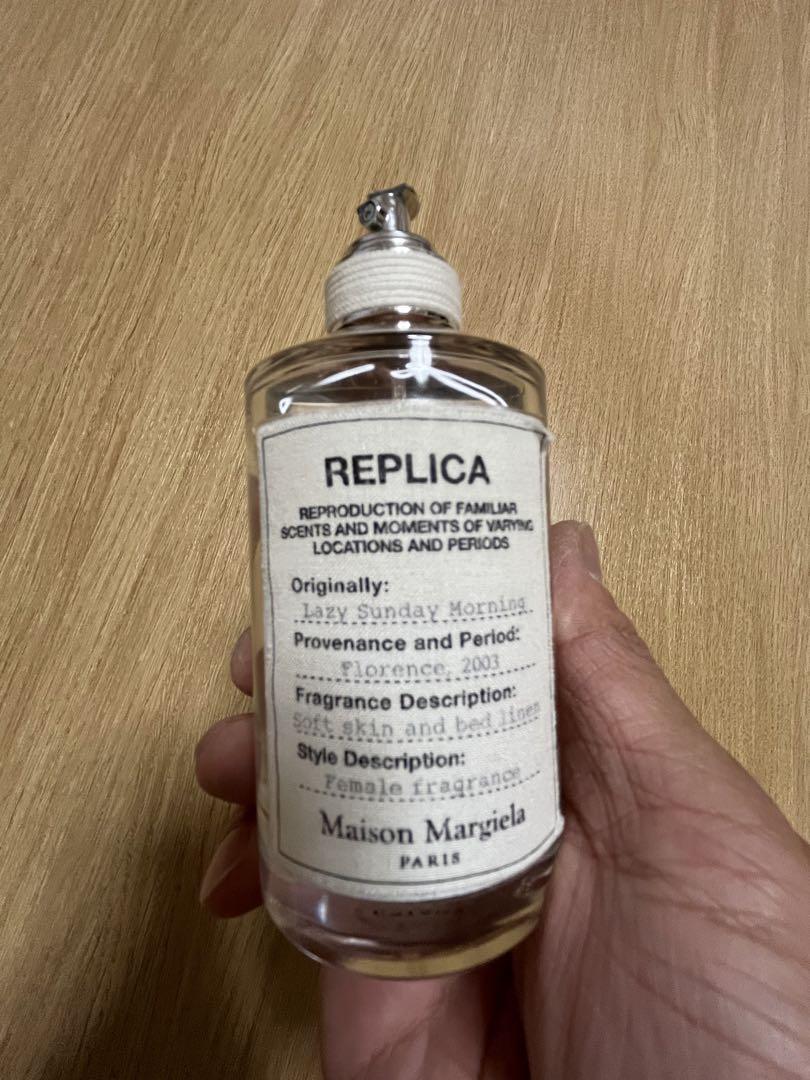 REPLICA
REPRODUCTION OF FAMILIAR
SCENTS AND MOMENTS OF VARYING
LOCATIONS AND PERIODS
Originally:
Lazy Sunday Morning
Provenance and Period:
Florence, 2003
Fragrance Description:
Soft skin and bed linen
Style Description:
Female fragrance
Maison Margiela
PARIS